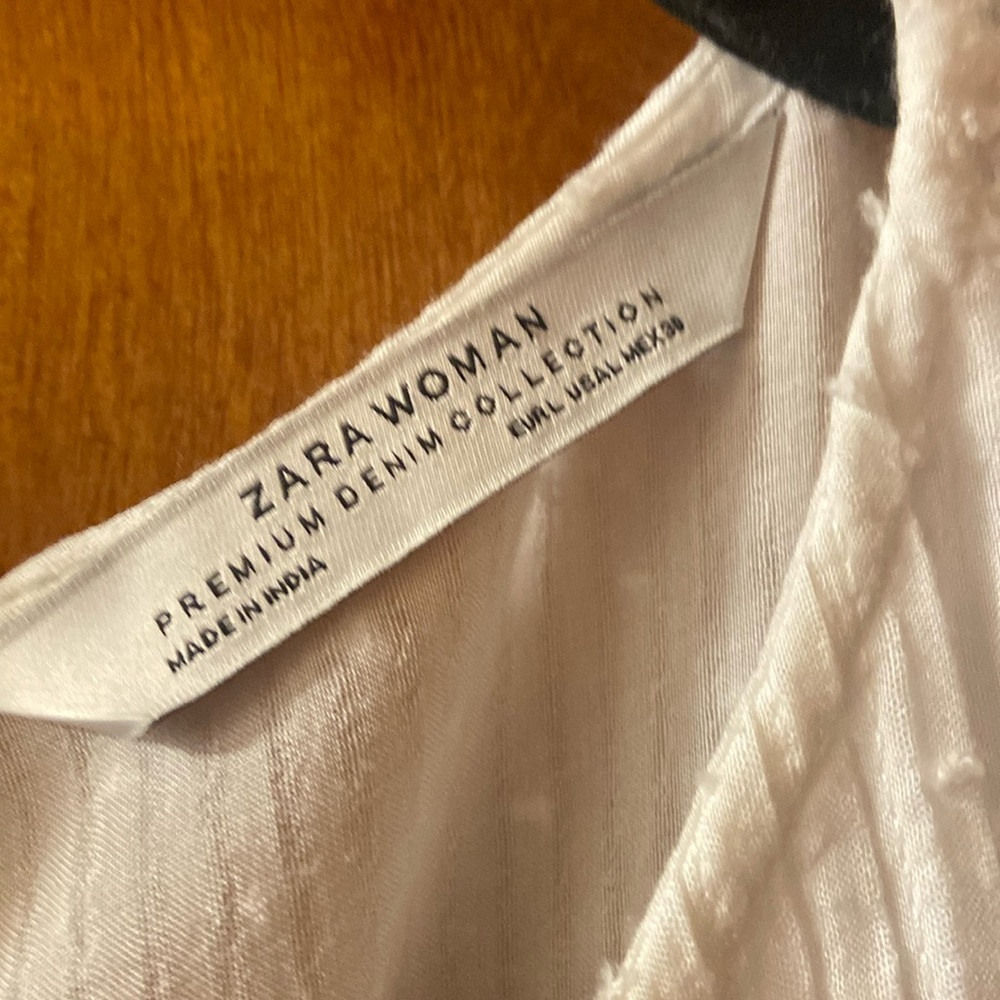 ZARA WOMAN
PREMIUM DENIM COLLECTION
MADE IN INDIA
EUR L USA L MEX 30